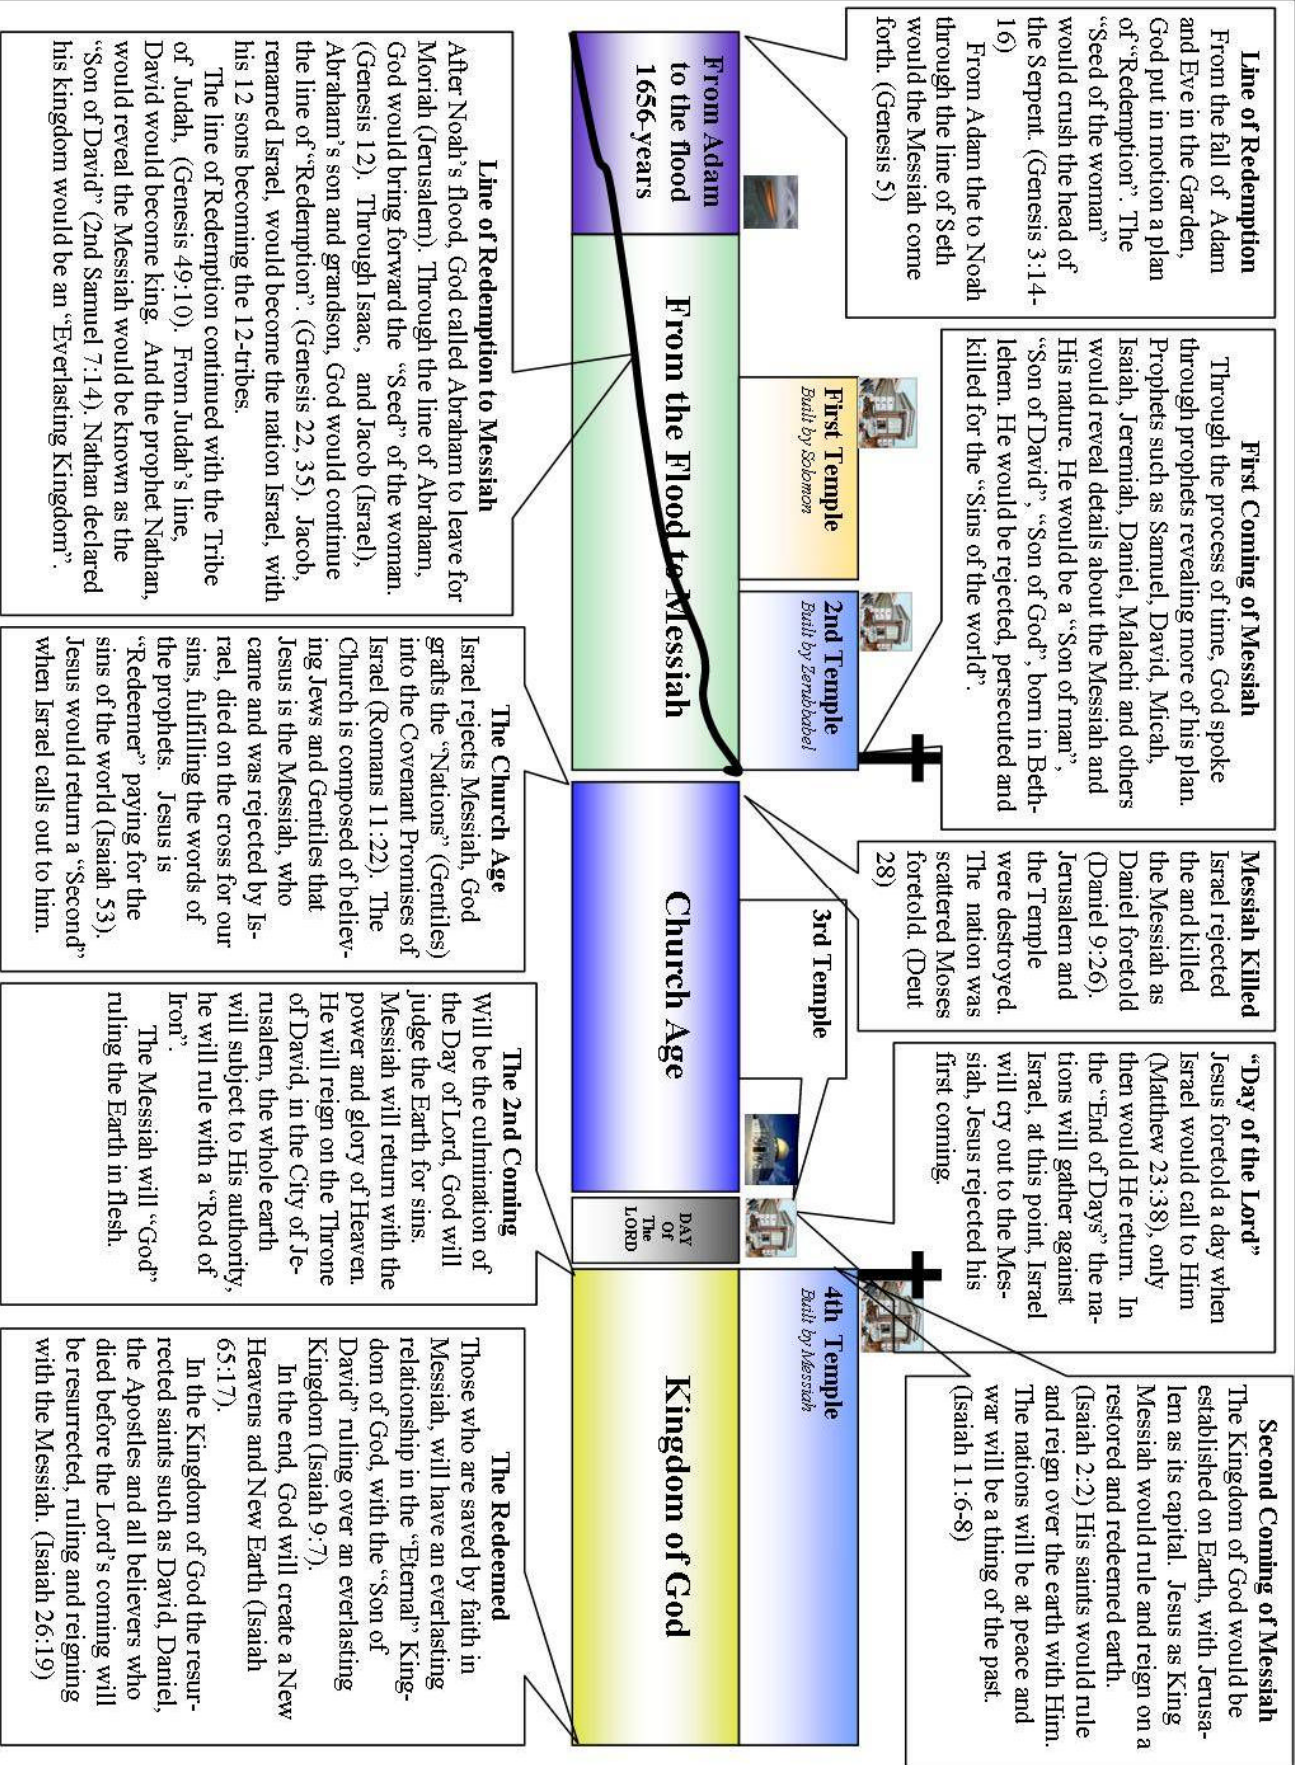 Line of Redemption
From the fall of Adam
and Eve in the Garden,
God put in motion a plan
of "Redemption". The
"Seed of the woman"
would crush the head of
the Serpent. (Genesis 3:14-
16)
From Adam the to Noah
through the line of Seth
would the Messiah come
forth. (Genesis 5)
First Coming of Messiah
Through the process of time, God spoke
through prophets revealing more of his plan.
Prophets such as Samuel, David, Micah,
Isaiah, Jeremiah, Daniel, Malachi and others
would reveal details about the Messiah and
His nature. He would be a "Son of man",
"Son of David", "Son of God", born in Beth-
lehem. He would be rejected, persecuted and
killed for the "Sins of the world".
Messiah Killed
Israel rejected
the and killed
the Messiah as
Daniel foretold
(Daniel 9:26).
Jerusalem and
the Temple
were destroyed.
The nation was
scattered Moses
foretold. (Deut
28)
"Day of the Lord"
Jesus foretold a day when
Israel would call to Him
(Matthew 23:38), only
then would He return. In
the "End of Days" the na-
tions will gather against
Israel, at this point, Israel
will cry out to the Mes-
siah, Jesus rejected his
first coming.
Second Coming of Messiah
The Kingdom of God would be
established on Earth, with Jerusa-
lem as its capital. Jesus as King
Messiah would rule and reign on a
restored and redeemed earth.
(Isaiah 2:2) His saints would rule
and reign over the earth with Him.
The nations will be at peace and
war will be a thing of the past.
(Isaiah 11:6-8)
First Temple
Built by Solomon
2nd Temple
Built by Zerubbabel
3rd Temple
4th Temple
Built by Messiah
From Adam
to the flood
1656-years
From the Flood to Messiah
Church Age
DAY
Of
The
LORD
Kingdom of God
Line of Redemption to Messiah
After Noah's flood, God called Abraham to leave for
Moriah (Jerusalem). Through the line of Abraham,
God would bring forward the "Seed" of the woman.
(Genesis 12). Through Isaac, and Jacob (Israel),
Abraham's son and grandson, God would continue
the line of "Redemption". (Genesis 22, 35). Jacob,
renamed Israel, would become the nation Israel, with
his 12 sons becoming the 12-tribes.
The line of Redemption continued with the Tribe
of Judah, (Genesis 49:10). From Judah's line,
David would become king. And the prophet Nathan,
would reveal the Messiah would be known as the
"Son of David" (2nd Samuel 7:14). Nathan declared
his kingdom would be an "Everlasting Kingdom".
The Church Age
Israel rejects Messiah, God
grafts the "Nations" (Gentiles)
into the Covenant Promises of
Israel (Romans 11:22). The
Church is composed of believ-
ing Jews and Gentiles that
Jesus is the Messiah, who
came and was rejected by Is-
rael, died on the cross for our
sins, fulfilling the words of
the prophets. Jesus is
"Redeemer" paying for the
sins of the world (Isaiah 53).
Jesus would return a "Second"
when Israel calls out to him.
The 2nd Coming
Will be the culmination of
the Day of Lord, God will
judge the Earth for sins.
Messiah will return with the
power and glory of Heaven.
He will reign on the Throne
of David, in the City of Je-
rusalem, the whole earth
will subject to His authority,
he will rule with a "Rod of
Iron".
The Messiah will "God"
ruling the Earth in flesh.
The Redeemed
Those who are saved by faith in
Messiah, will have an everlasting
relationship in the "Eternal" King-
dom of God, with the "Son of
David" ruling over an everlasting
Kingdom (Isaiah 9:7).
In the end, God will create a New
Heavens and New Earth (Isaiah
65:17).
In the Kingdom of God the resur-
rected saints such as David, Daniel,
the Apostles and all believers who
died before the Lord's coming will
be resurrected, ruling and reigning
with the Messiah. (Isaiah 26:19)